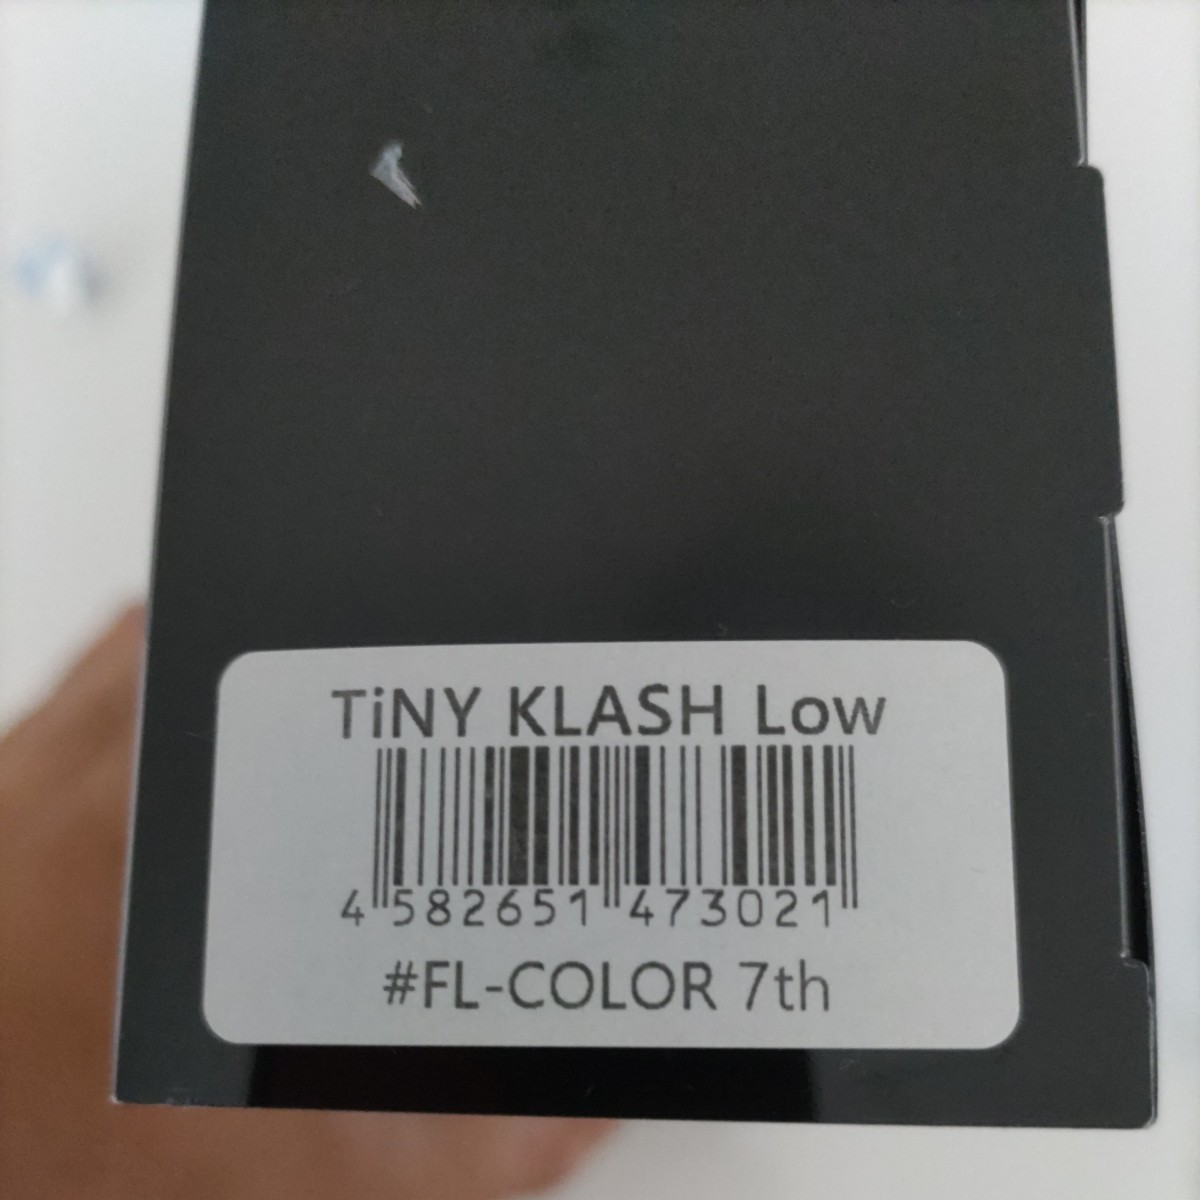 TiNY KLASH Low
4 582651 473021
#FL-COLOR 7th